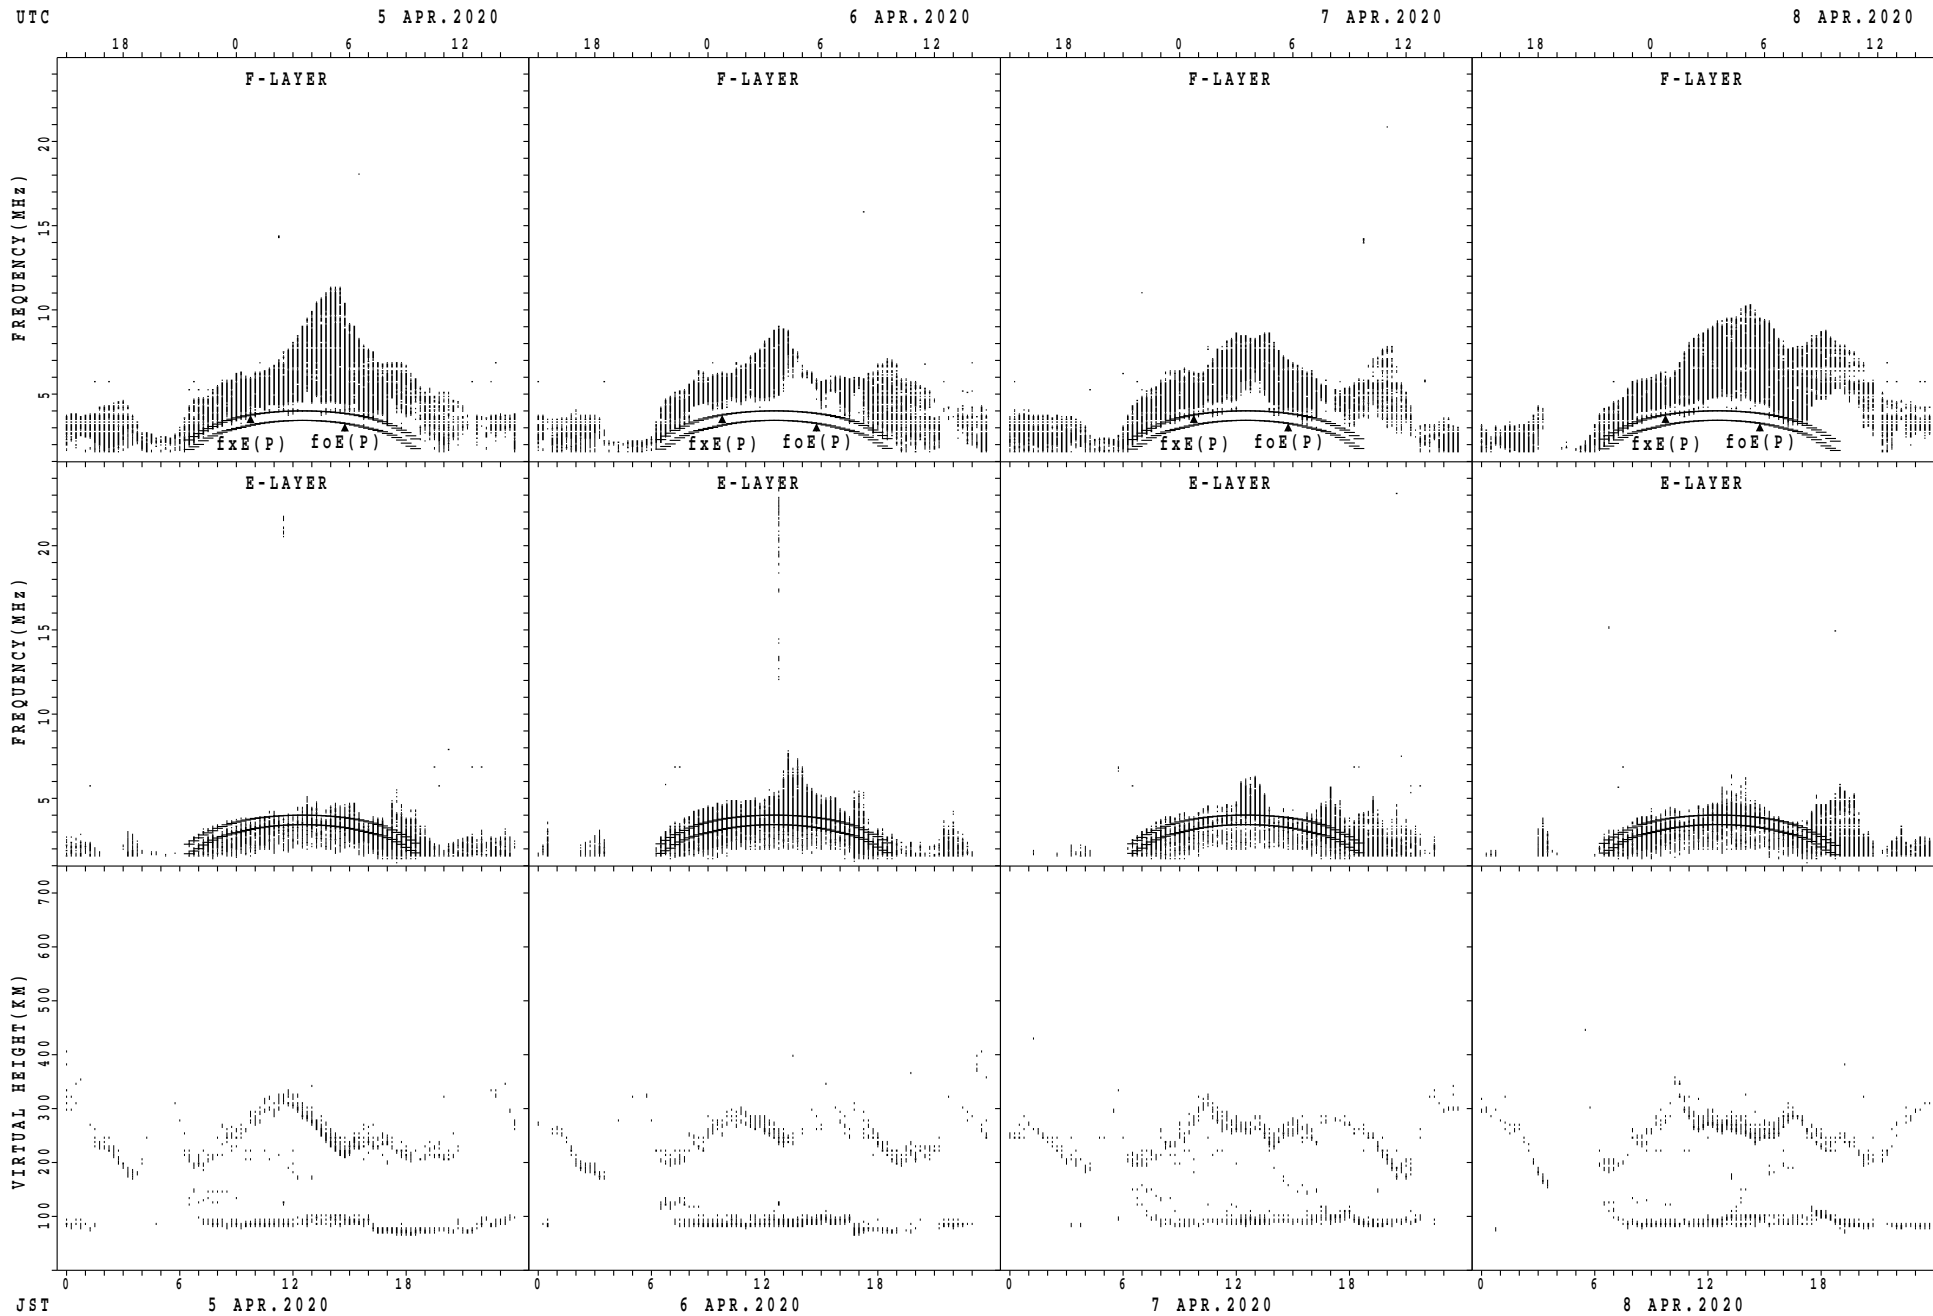 UTC 5 APR.2020 6 APR.2020 7 APR.2020 8 APR.2020
18 0 6 12 18 0 6 12 18 0 6 12 18 0 6 12
F-LAYER F-LAYER F-LAYER F-LAYER
FREQUENCY(MHz)
20
15
10
5
fxE(P) foE(P) fxE(P) foE(P) fxE(P) foE(P) fxE(P) foE(P)
E-LAYER E-LAYER E-LAYER E-LAYER
FREQUENCY(MHz)
20
15
10
5
VIRTUAL HEIGHT(KM)
700
600
500
400
300
200
100
0 6 12 18 0 6 12 18 0 6 12 18 0 6 12 18
JST 5 APR.2020 6 APR.2020 7 APR.2020 8 APR.2020